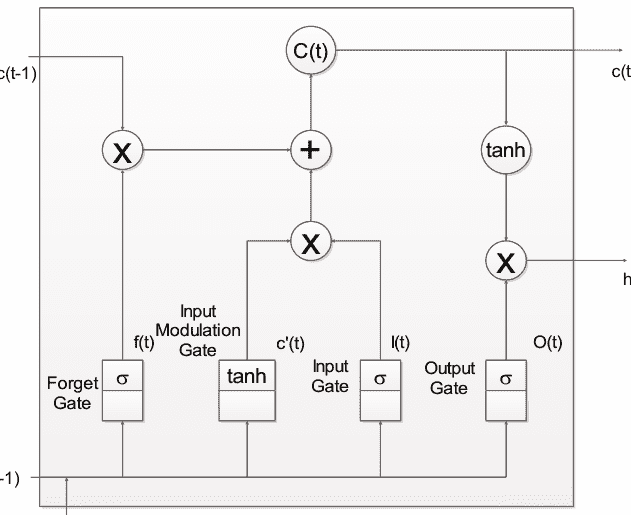 C(t)
c(t-1)
c(t
X
+
tanh
X
X
h
Input
Modulation
Gate
f(t)
c'(t)
I(t)
O(t)
Forget
Gate
σ
tanh
Input
Gate
σ
Output
Gate
σ
-1)